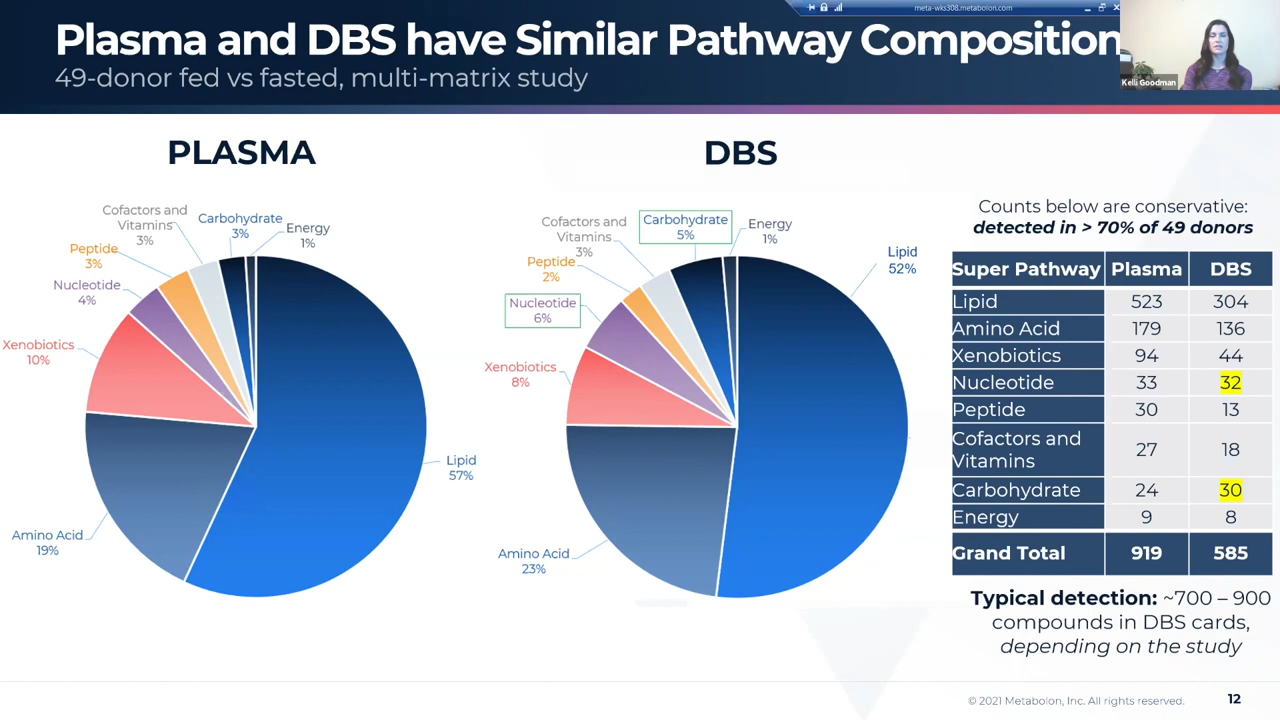 meta-wks308.metabolon.com
Plasma and DBS have Similar Pathway Composition
49-donor fed vs fasted, multi-matrix study
Kelli Goodman
PLASMA
Cofactors and
Vitamins
3%
Carbohydrate
3%
Energy
1%
Peptide
3%
Nucleotide
4%
Xenobiotics
10%
Amino Acid
19%
Lipid
57%
DBS
Cofactors and
Vitamins
3%
Carbohydrate
5%
Energy
1%
Lipid
52%
Peptide
2%
Nucleotide
6%
Xenobiotics
8%
Amino Acid
23%
Counts below are conservative:
detected in > 70% of 49 donors
Super Pathway Plasma DBS
Lipid 523 304
Amino Acid 179 136
Xenobiotics 94 44
Nucleotide 33 32
Peptide 30 13
Cofactors and
Vitamins 27 18
Carbohydrate 24 30
Energy 9 8
Grand Total 919 585
Typical detection: ~700 – 900
compounds in DBS cards,
depending on the study
© 2021 Metabolon, Inc. All rights reserved. 12